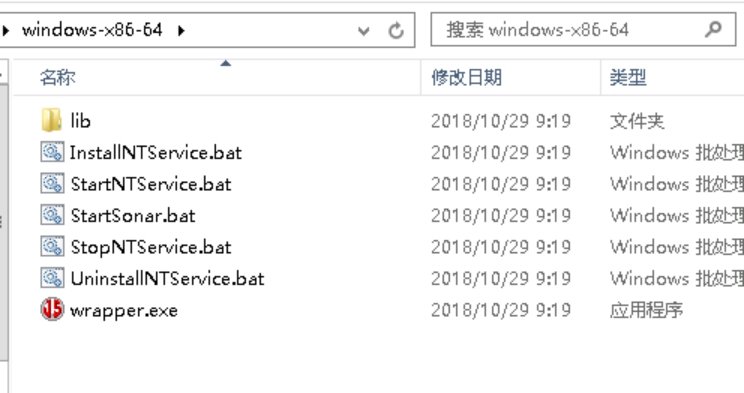 windows-x86-64
搜索 windows-x86-64
名称 修改日期 类型
lib 2018/10/29 9:19 文件夹
InstallNTService.bat 2018/10/29 9:19 Windows 批处理
StartNTService.bat 2018/10/29 9:19 Windows 批处理
StartSonar.bat 2018/10/29 9:19 Windows 批处理
StopNTService.bat 2018/10/29 9:19 Windows 批处理
UninstallNTService.bat 2018/10/29 9:19 Windows 批处理
wrapper.exe 2018/10/29 9:19 应用程序